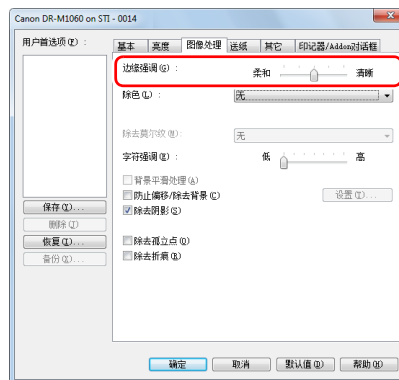 Canon DR-M1060 on STI - 0014
用户首选项(P):
基本 亮度 图像处理 送纸 其它 印记器/Addon对话框
边缘强调(G):
柔和 清晰
除色(L):
无
除去莫尔纹(M):
无
字符强调(E):
低 高
背景平滑处理(A)
防止偏移/除去背景(C)
设置(T)...
除去阴影(S)
除去孤立点(O)
除去折痕(R)
保存(V)...
删除(J)
恢复(X)...
备份(K)...
确定 取消 默认值(D) 帮助(H)